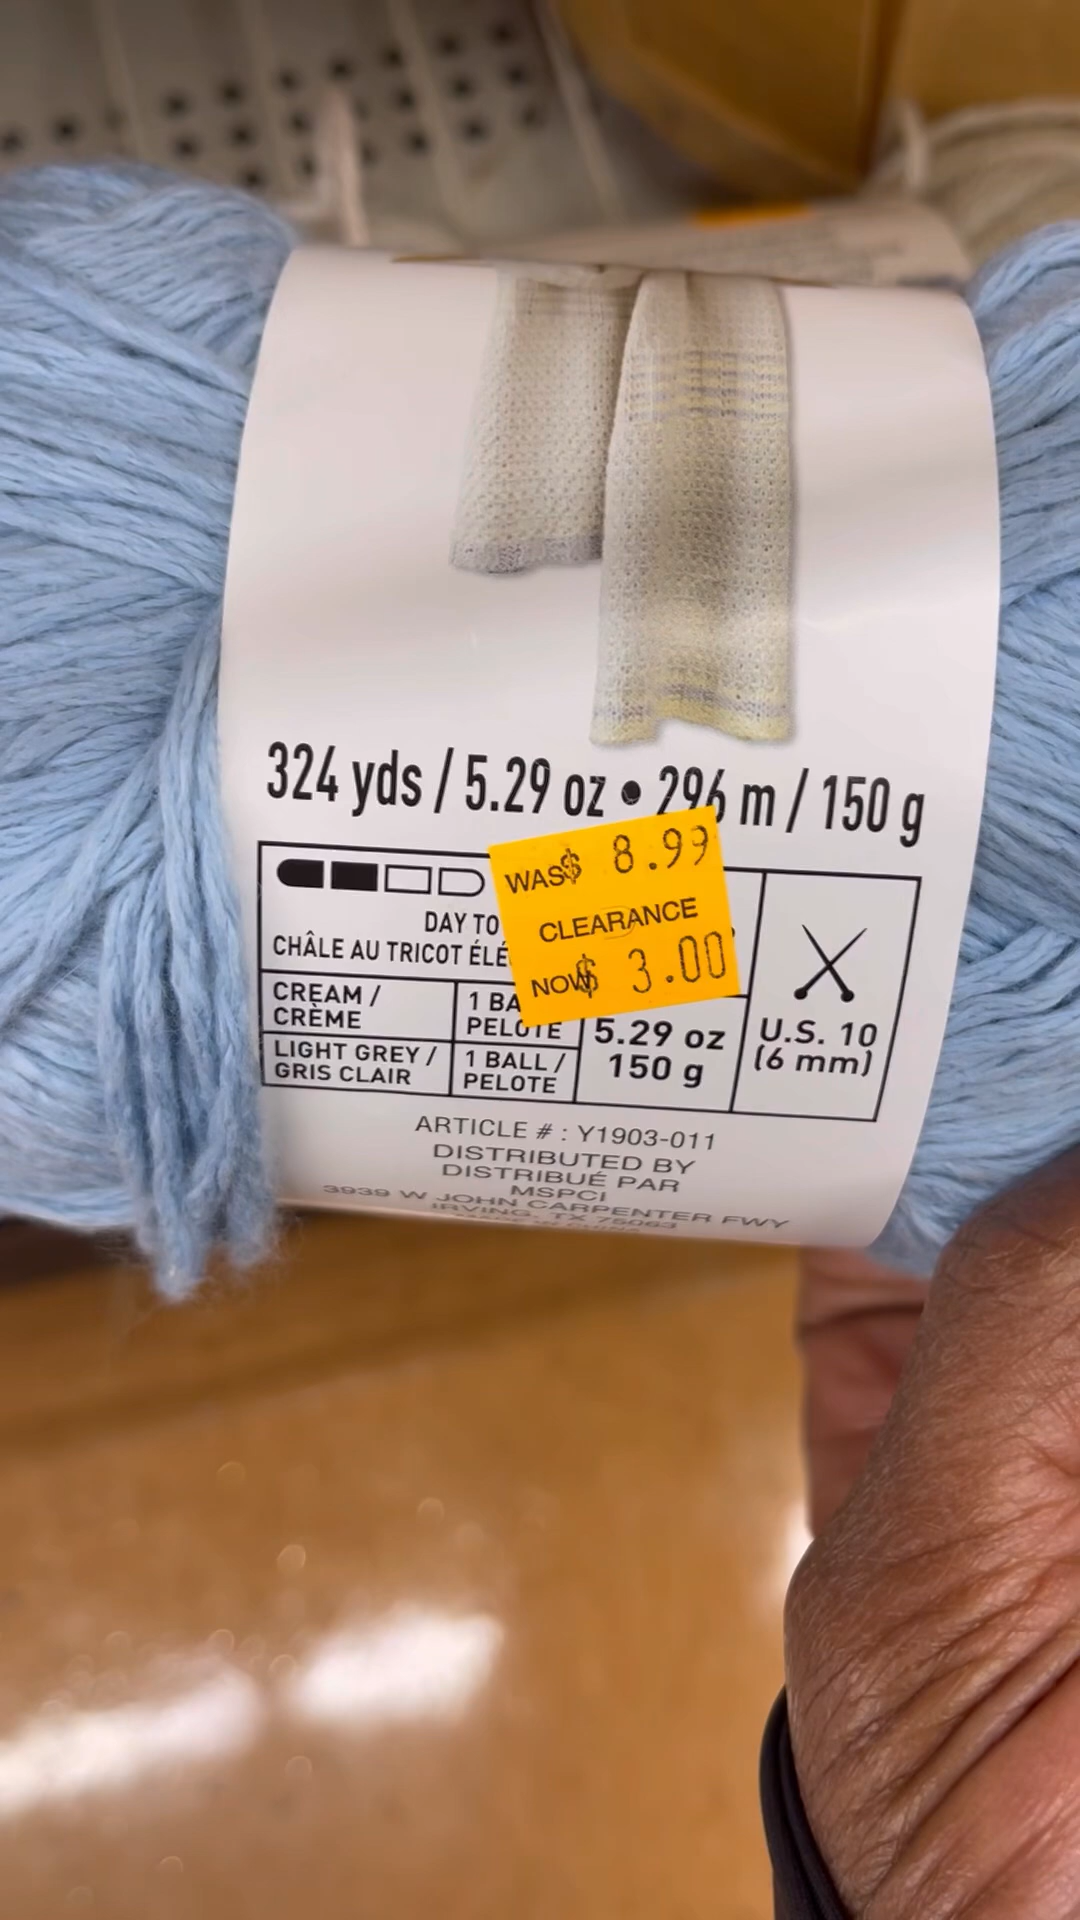 324 yds / 5.29 oz • 296 m / 150 g
WAS$ 8.99
CLEARANCE
NOW$ 3.00
DAY TO
CHÂLE AU TRICOT ÉLÉ
CREAM /
CRÈME
1 BA
PELOTE
LIGHT GREY /
GRIS CLAIR
1 BALL /
PELOTE
5.29 oz
150 g
U.S. 10
(6 mm)
ARTICLE # : Y1903-011
DISTRIBUTED BY
DISTRIBUÉ PAR
MSPCI
3939 W JOHN CARPENTER FWY
IRVING, TX 75063